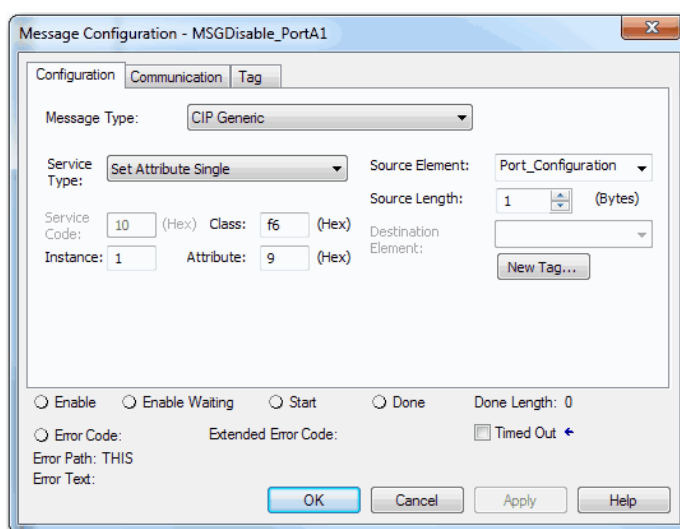 Message Configuration - MSGDisable_PortA1
Configuration Communication Tag
Message Type: CIP Generic
Service Type: Set Attribute Single Source Element: Port_Configuration
Source Length: 1 (Bytes)
Service Code: 10 (Hex) Class: f6 (Hex) Destination Element:
Instance: 1 Attribute: 9 (Hex) New Tag...
Enable Enable Waiting Start Done Done Length: 0
Error Code: Extended Error Code: Timed Out
Error Path: THIS
Error Text:
OK Cancel Apply Help